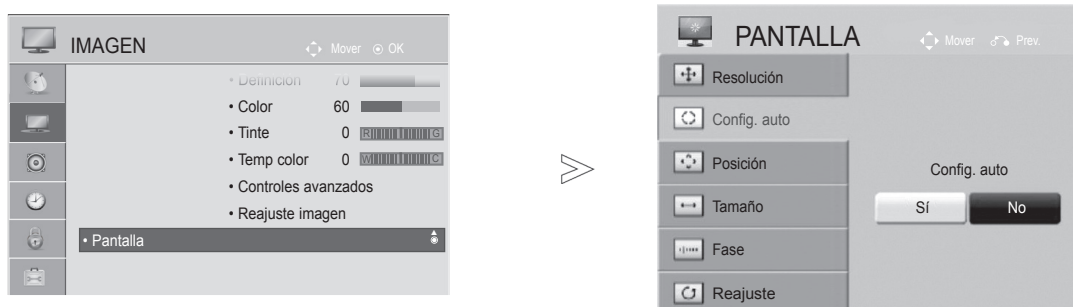 IMAGEN
Mover OK
• Definición 70
• Color 60
• Tinte 0 R G
• Temp color 0 W C
• Controles avanzados
• Reajuste imagen
• Pantalla
PANTALLA
Mover Prev.
Resolución
Config. auto
Posición
Tamaño
Fase
Reajuste
Config. auto
Sí No